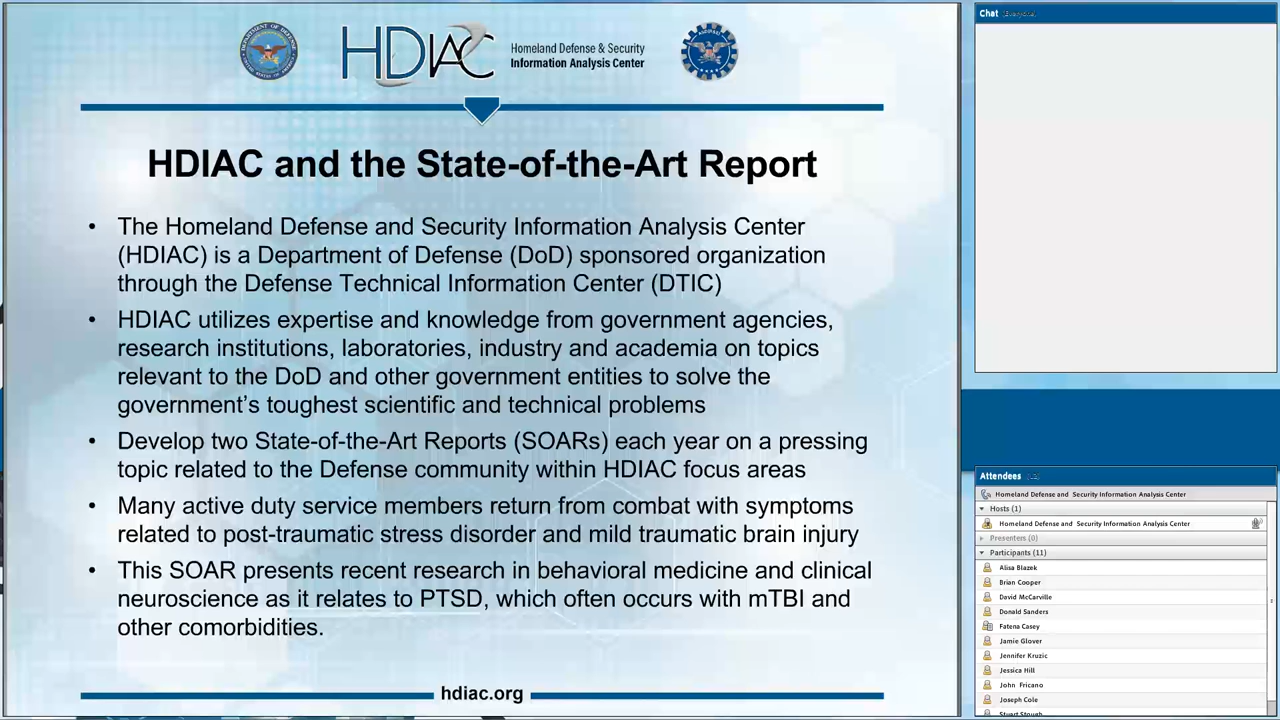 HDIAC
Homeland Defense & Security
Information Analysis Center
HDIAC and the State-of-the-Art Report
• The Homeland Defense and Security Information Analysis Center
(HDIAC) is a Department of Defense (DoD) sponsored organization
through the Defense Technical Information Center (DTIC)
• HDIAC utilizes expertise and knowledge from government agencies,
research institutions, laboratories, industry and academia on topics
relevant to the DoD and other government entities to solve the
government's toughest scientific and technical problems
• Develop two State-of-the-Art Reports (SOARs) each year on a pressing
topic related to the Defense community within HDIAC focus areas
• Many active duty service members return from combat with symptoms
related to post-traumatic stress disorder and mild traumatic brain injury
• This SOAR presents recent research in behavioral medicine and clinical
neuroscience as it relates to PTSD, which often occurs with mTBI and
other comorbidities.
hdiac.org
Chat (Everyone)
Attendees
Homeland Defense and Security Information Analysis Center
Hosts (1)
Homeland Defense and Security Information Analysis Center
Presenters (0)
Participants (11)
Alisa Blazek
Brian Cooper
David McCarville
Donald Sanders
Fatena Casey
Jamie Glover
Jennifer Kruzic
Jessica Hill
John Fricano
Joseph Cole